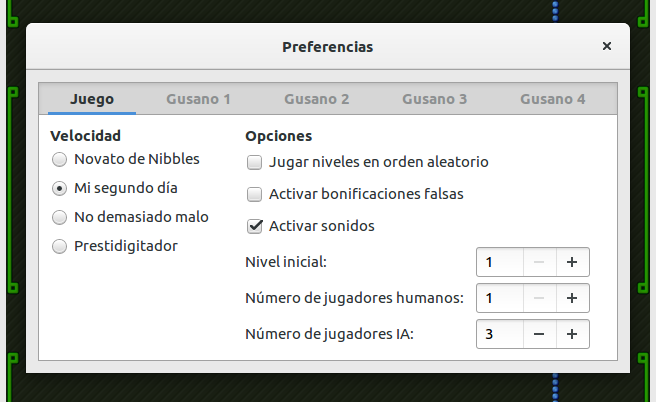 Preferencias
Juego Gusano 1 Gusano 2 Gusano 3 Gusano 4
Velocidad
Novato de Nibbles
Mi segundo día
No demasiado malo
Prestidigitador
Opciones
Jugar niveles en orden aleatorio
Activar bonificaciones falsas
Activar sonidos
Nivel inicial: 1
Número de jugadores humanos: 1
Número de jugadores IA: 3